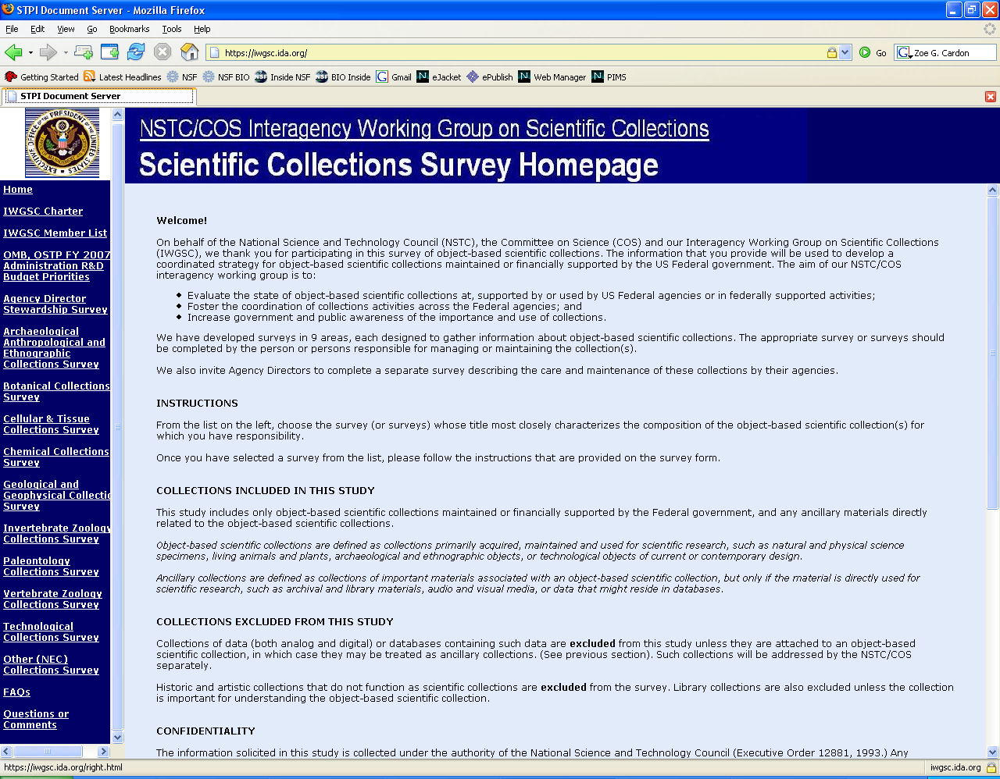 STPI Document Server - Mozilla Firefox
File Edit View Go Bookmarks Tools Help
https://iwgsc.ida.org/
Go
G Zoe G. Cardon
Getting Started Latest Headlines NSF NSF BIO Inside NSF BIO Inside Gmail eJacket ePublish Web Manager PIMS
STPI Document Server
EXECUTIVE OFFICE OF THE PRESIDENT OF THE UNITED STATES
NSTC/COS Interagency Working Group on Scientific Collections
Scientific Collections Survey Homepage
Home
IWGSC Charter
IWGSC Member List
OMB, OSTP FY 2007
Administration R&D
Budget Priorities
Agency Director
Stewardship Survey
Archaeological
Anthropological and
Ethnographic
Collections Survey
Botanical Collections
Survey
Cellular & Tissue
Collections Survey
Chemical Collections
Survey
Geological and
Geophysical Collectio
Survey
Invertebrate Zoology
Collections Survey
Paleontology
Collections Survey
Vertebrate Zoology
Collections Survey
Technological
Collections Survey
Other (NEC)
Collections Survey
FAQs
Questions or
Comments
Welcome!
On behalf of the National Science and Technology Council (NSTC), the Committee on Science (COS) and our Interagency Working Group on Scientific Collections
(IWGSC), we thank you for participating in this survey of object-based scientific collections. The information that you provide will be used to develop a
coordinated strategy for object-based scientific collections maintained or financially supported by the US Federal government. The aim of our NSTC/COS
interagency working group is to:
Evaluate the state of object-based scientific collections at, supported by or used by US Federal agencies or in federally supported activities;
Foster the coordination of collections activities across the Federal agencies; and
Increase government and public awareness of the importance and use of collections.
We have developed surveys in 9 areas, each designed to gather information about object-based scientific collections. The appropriate survey or surveys should
be completed by the person or persons responsible for managing or maintaining the collection(s).
We also invite Agency Directors to complete a separate survey describing the care and maintenance of these collections by their agencies.
INSTRUCTIONS
From the list on the left, choose the survey (or surveys) whose title most closely characterizes the composition of the object-based scientific collection(s) for
which you have responsibility.
Once you have selected a survey from the list, please follow the instructions that are provided on the survey form.
COLLECTIONS INCLUDED IN THIS STUDY
This study includes only object-based scientific collections maintained or financially supported by the Federal government, and any ancillary materials directly
related to the object-based scientific collections.
Object-based scientific collections are defined as collections primarily acquired, maintained and used for scientific research, such as natural and physical science
specimens, living animals and plants, archaeological and ethnographic objects, or technological objects of current or contemporary design.
Ancillary collections are defined as collections of important materials associated with an object-based scientific collection, but only if the material is directly used for
scientific research, such as archival and library materials, audio and visual media, or data that might reside in databases.
COLLECTIONS EXCLUDED FROM THIS STUDY
Collections of data (both analog and digital) or databases containing such data are excluded from this study unless they are attached to an object-based
scientific collection, in which case they may be treated as ancillary collections. (See previous section). Such collections will be addressed by the NSTC/COS
separately.
Historic and artistic collections that do not function as scientific collections are excluded from the survey. Library collections are also excluded unless the collection
is important for understanding the object-based scientific collection.
CONFIDENTIALITY
The information solicited in this study is collected under the authority of the National Science and Technology Council (Executive Order 12881, 1993.) Any
https://iwgsc.ida.org/right.html
iwgsc.ida.org